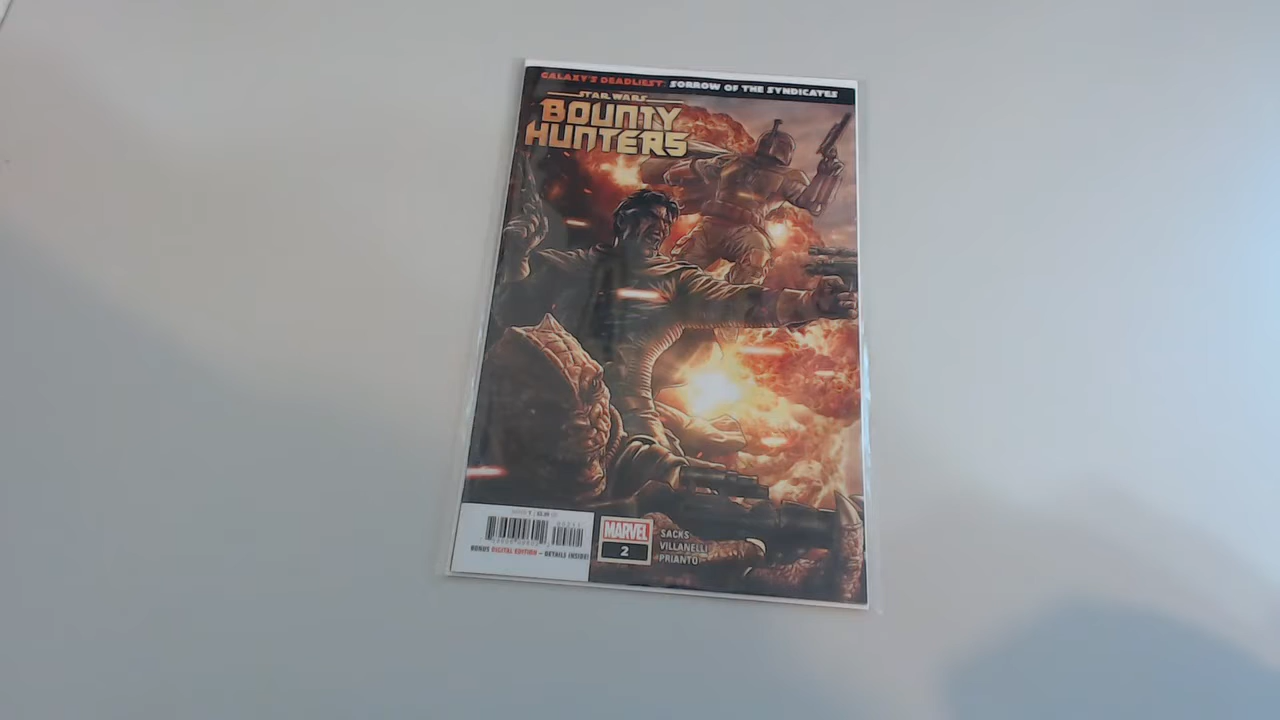 GALAXY'S DEADLIEST: SORROW OF THE SYNDICATES
STAR WARS
BOUNTY
HUNTERS
BONUS DIGITAL EDITION – DETAILS INSIDE!
MARVEL
2
SACKS
VILLANELLI
PRIANTO